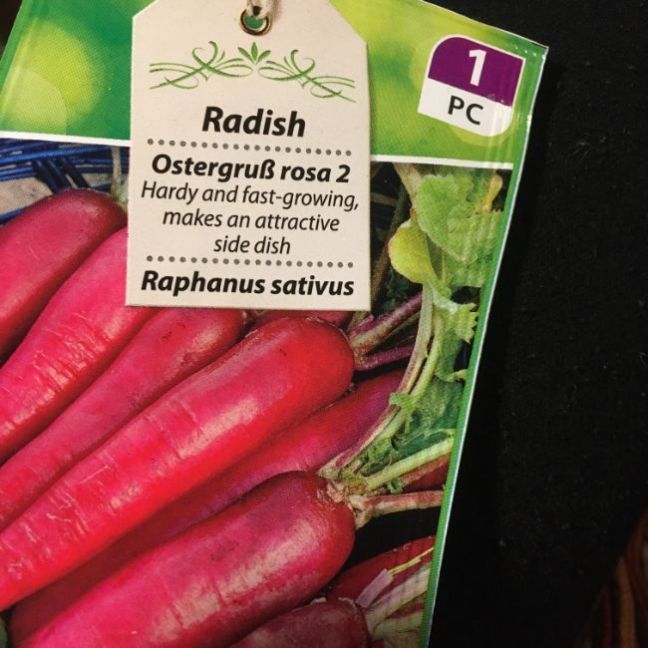 1
PC
Radish
Ostergruß rosa 2
Hardy and fast-growing,
makes an attractive
side dish
Raphanus sativus